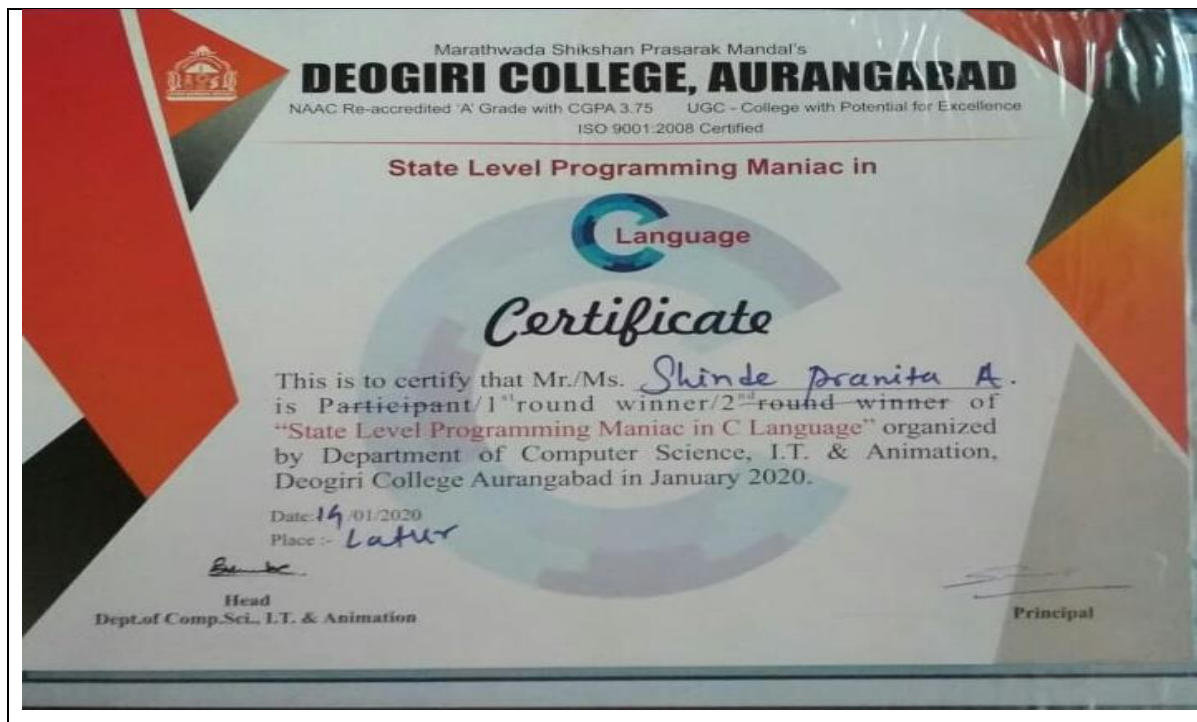 Marathwada Shikshan Prasarak Mandal's
DEOGIRI COLLEGE, AURANGABAD
NAAC Re-accredited 'A' Grade with CGPA 3.75 UGC - College with Potential for Excellence
ISO 9001:2008 Certified
State Level Programming Maniac in
C Language
Certificate
This is to certify that Mr./Ms. Shinde Pranita A.
is Participant/1st round winner/2nd round winner of
"State Level Programming Maniac in C Language" organized
by Department of Computer Science, I.T. & Animation,
Deogiri College Aurangabad in January 2020.
Date: /01/2020
Place :- Latur
Head
Dept.of Comp.Sci., I.T. & Animation
Principal